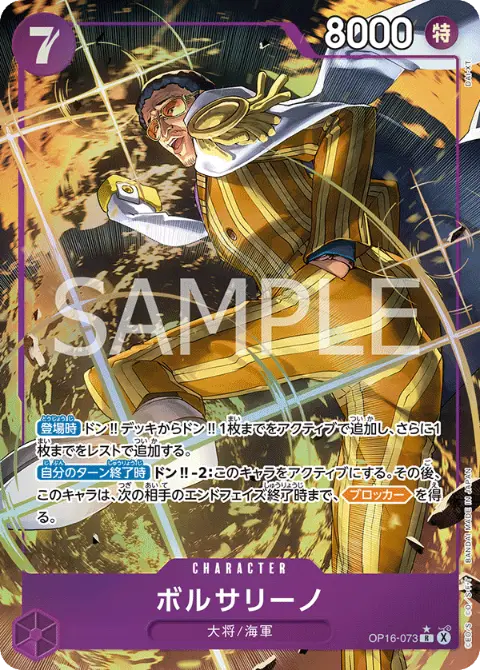 7
8000 特
SAMPLE
登場時 ドン!!デッキからドン!!1枚までをアクティブで追加し、さらに1
枚までをレストで追加する。
自分のターン終了時 ドン!!-2:このキャラをアクティブにする。その後、
このキャラは、次の相手のエンドフェイズ終了時まで、ブロッカー を得
る。
CHARACTER
ボルサリーノ
大将/海軍
OP16-073 R X
BANDAI MADE IN JAPAN